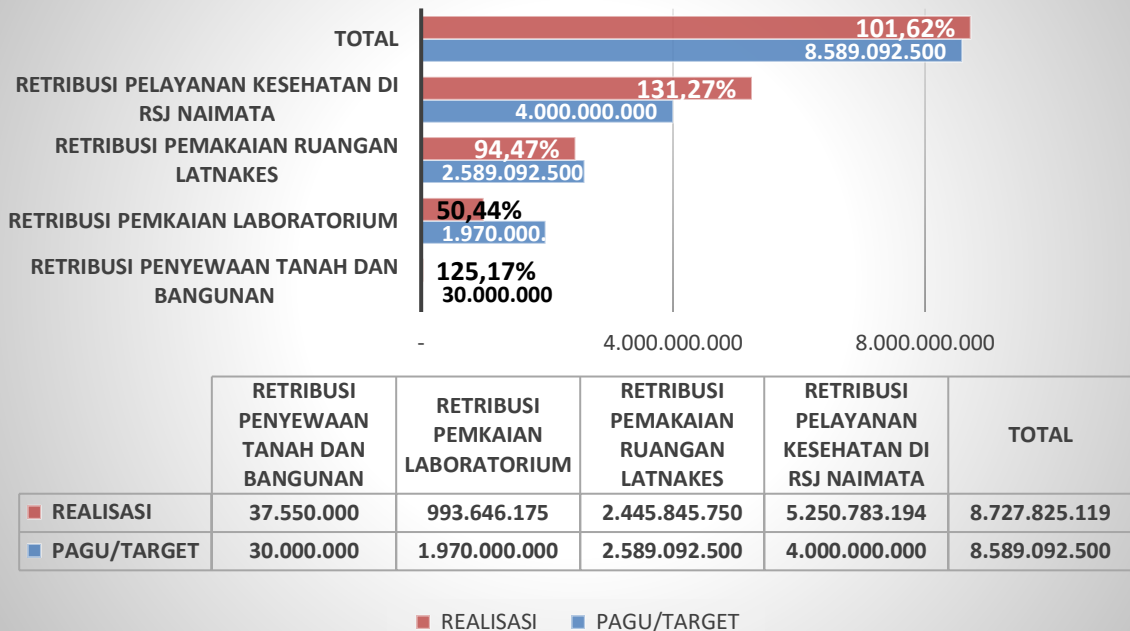 TOTAL
101,62%
8.589.092.500
RETRIBUSI PELAYANAN KESEHATAN DI
RSJ NAIMATA
131,27%
4.000.000.000
RETRIBUSI PEMAKAIAN RUANGAN
LATNAKES
94,47%
2.589.092.500
RETRIBUSI PEMKAIAN LABORATORIUM
50,44%
1.970.000.
RETRIBUSI PENYEWAAN TANAH DAN
BANGUNAN
125,17%
30.000.000
- 4.000.000.000 8.000.000.000
RETRIBUSI
PENYEWAAN
TANAH DAN
BANGUNAN
RETRIBUSI
PEMKAIAN
LABORATORIUM
RETRIBUSI
PEMAKAIAN
RUANGAN
LATNAKES
RETRIBUSI
PELAYANAN
KESEHATAN DI
RSJ NAIMATA
TOTAL
REALISASI 37.550.000 993.646.175 2.445.845.750 5.250.783.194 8.727.825.119
PAGU/TARGET 30.000.000 1.970.000.000 2.589.092.500 4.000.000.000 8.589.092.500
REALISASI PAGU/TARGET